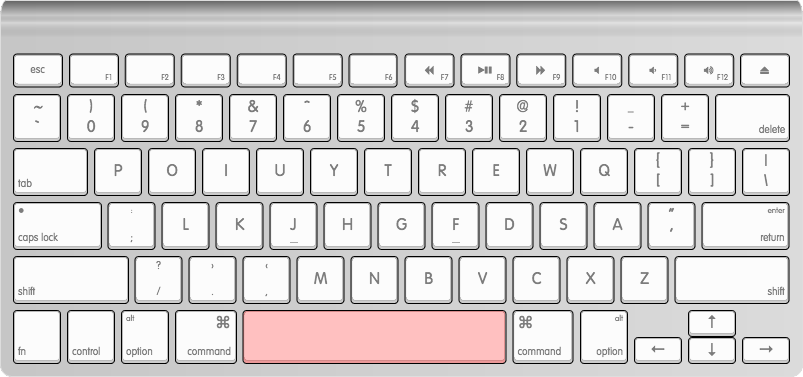 esc F1 F2 F3 F4 F5 F6 F7 F8 F9 F10 F11 F12
~ ) ( * & ˆ % $ # @ ! _ +
` 0 9 8 7 6 5 4 3 2 1 - = delete
tab P O I U Y T R E W Q { [ } ] | \
caps lock : ; L K J H G F D S A " ' enter return
shift ? / › . ‹ , M N B V C X Z shift
fn control alt option ⌘ command ⌘ command alt option ← ↑ ↓ →